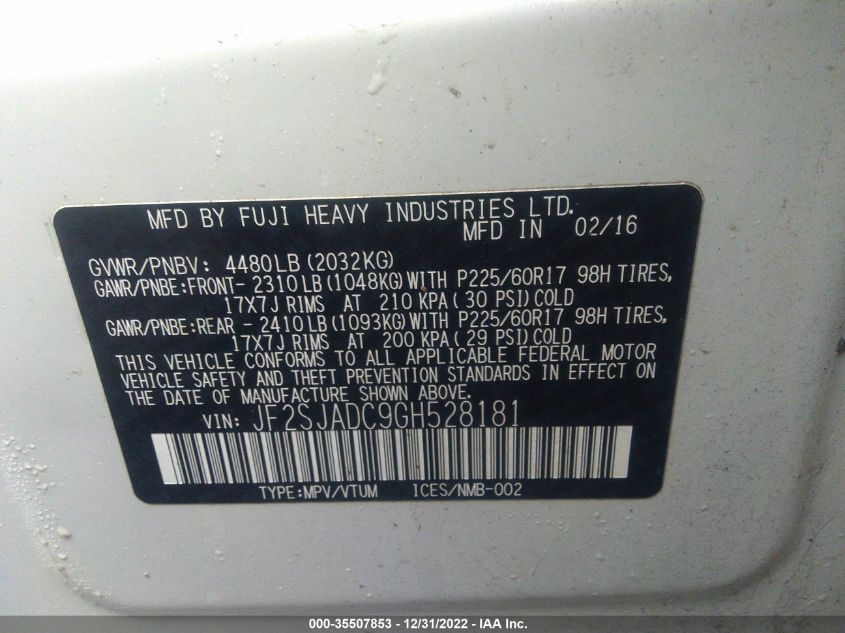 MFD BY FUJI HEAVY INDUSTRIES LTD.
MFD IN 02/16
GVWR/PNBV: 4480LB (2032KG)
GAWR/PNBE:FRONT- 2310LB (1048KG) WITH P225/60R17 98H TIRES,
17X7J RIMS AT 210 KPA (30 PSI) COLD
GAWR/PNBE:REAR - 2410LB (1093KG) WITH P225/60R17 98H TIRES,
17X7J RIMS AT 200 KPA (29 PSI) COLD
THIS VEHICLE CONFORMS TO ALL APPLICABLE FEDERAL MOTOR
VEHICLE SAFETY AND THEFT PREVENTION STANDARDS IN EFFECT ON
THE DATE OF MANUFACTURE SHOWN ABOVE.
VIN: JF2SJADC9GH528181
TYPE:MPV/VTUM ICES/NMB-002
000-35507853 - 12/31/2022 - IAA Inc.